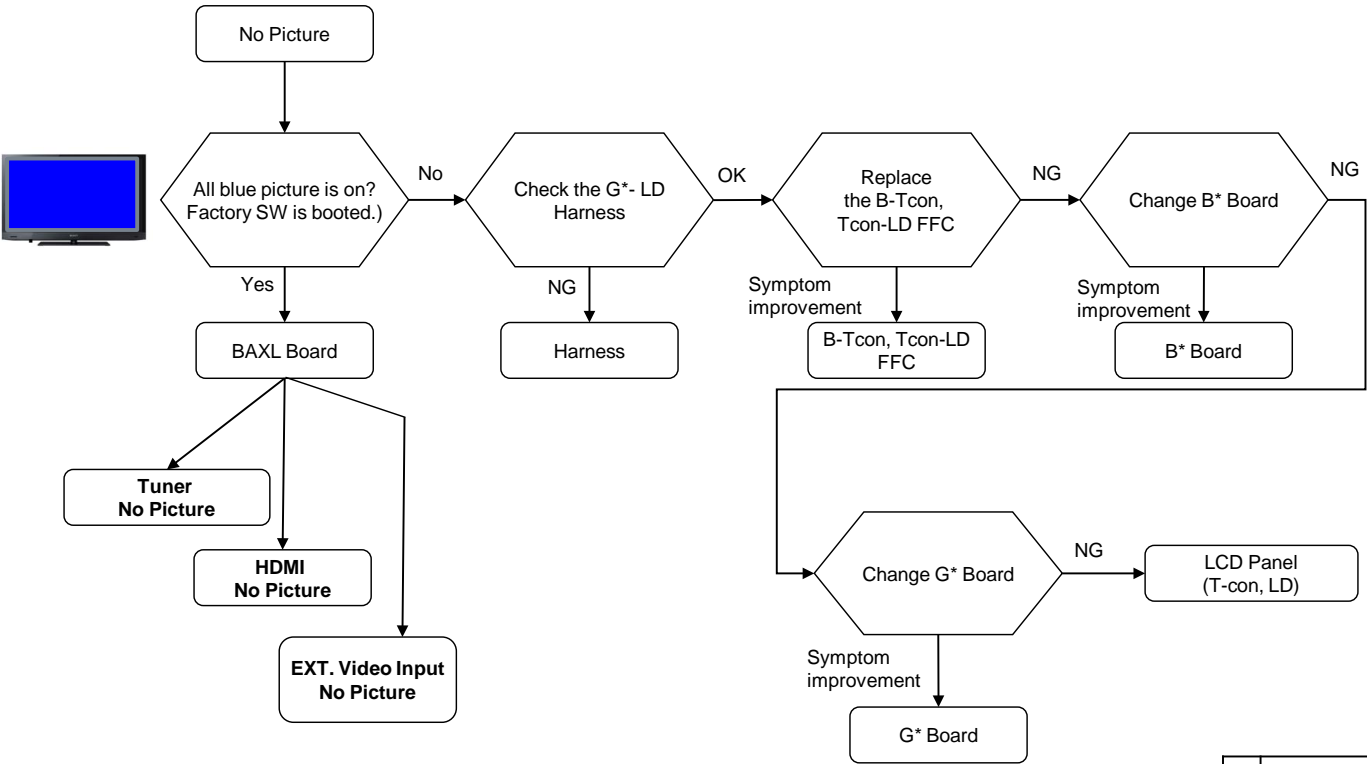 No Picture
All blue picture is on?
Factory SW is booted.)
No
Check the G*- LD
Harness
OK
Replace
the B-Tcon,
Tcon-LD FFC
NG
Change B* Board
NG
Yes
NG
Symptom
improvement
Symptom
improvement
BAXL Board
Harness
B-Tcon, Tcon-LD
FFC
B* Board
Tuner
No Picture
HDMI
No Picture
EXT. Video Input
No Picture
Change G* Board
NG
LCD Panel
(T-con, LD)
Symptom
improvement
G* Board